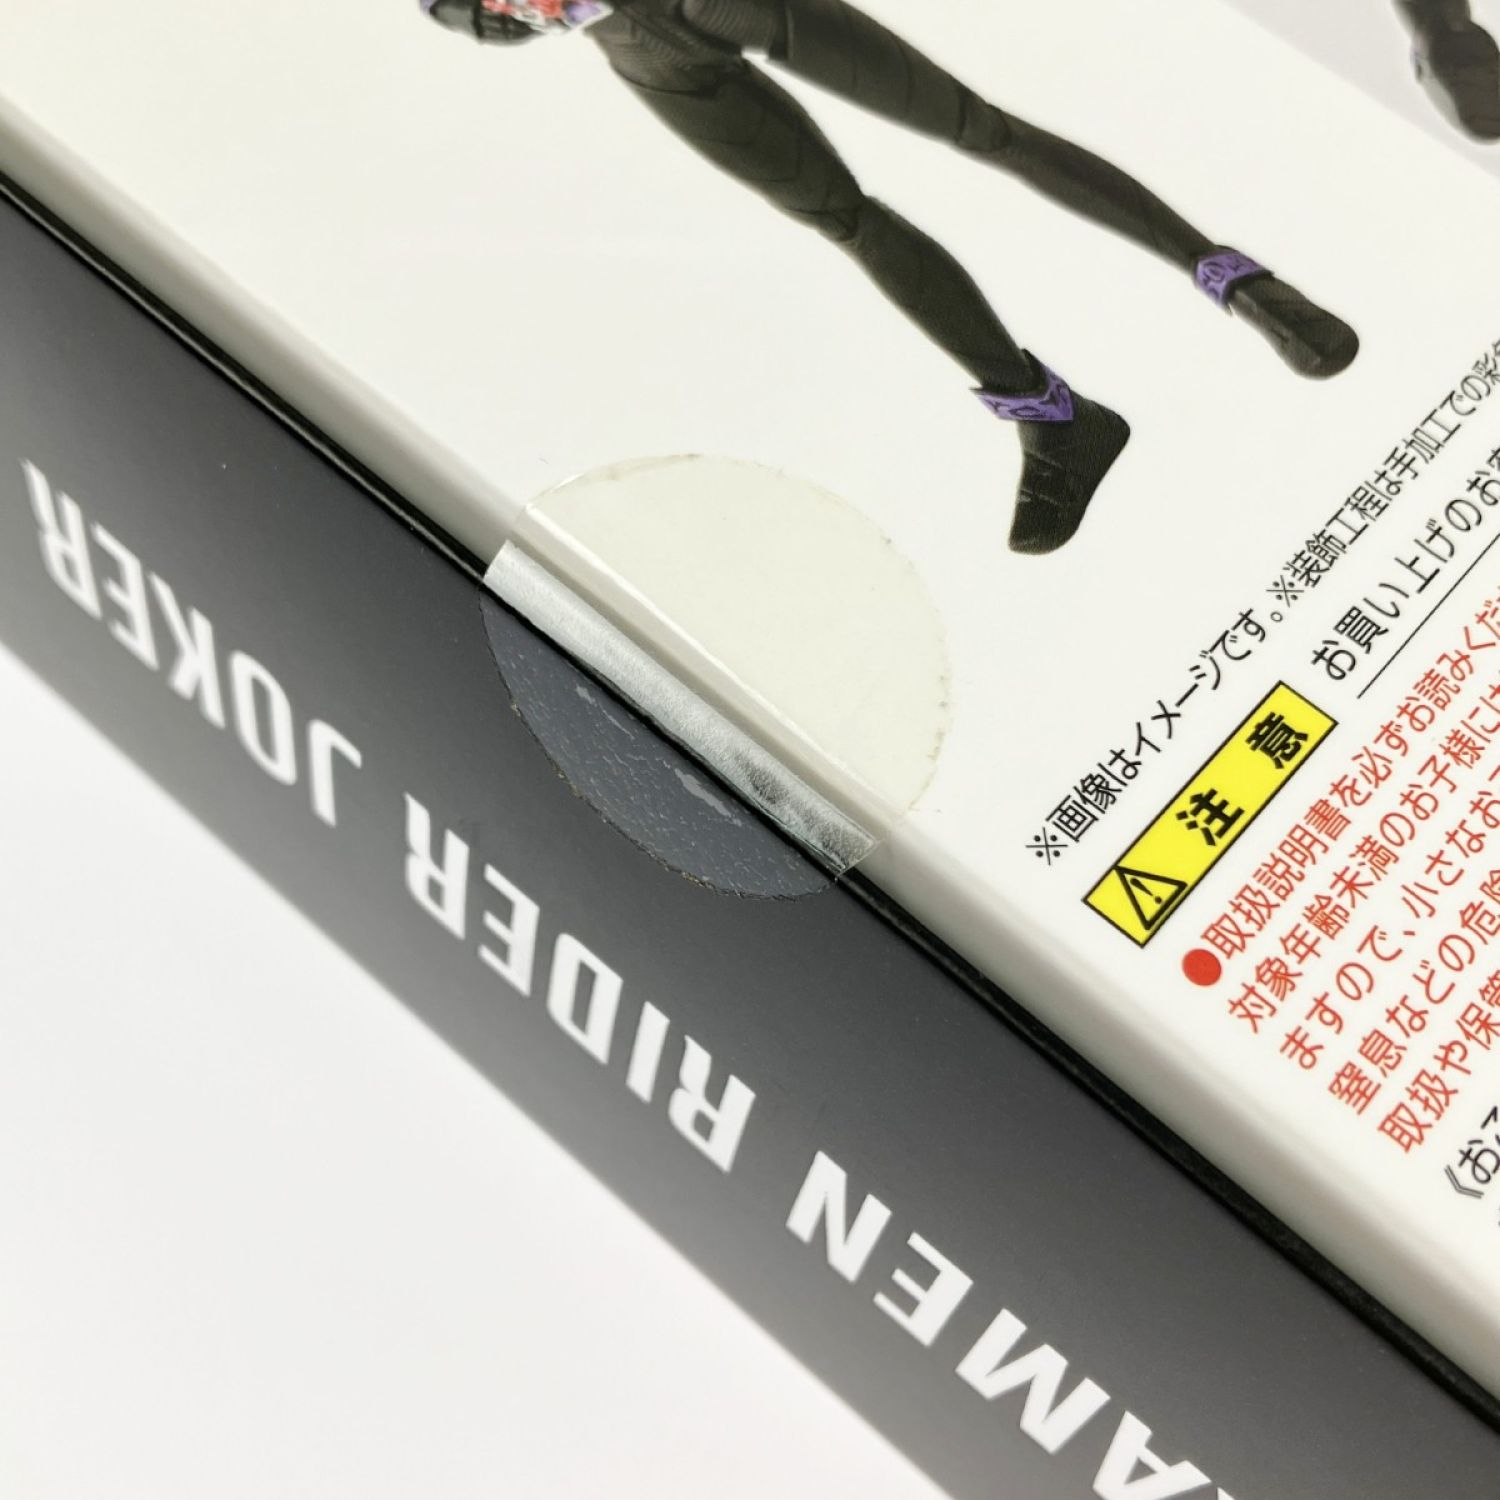 KAMEN RIDER JOKER
※画像はイメージです。※装飾工程は手加工での彩色
お買い上げのお客
注意
●取扱説明書を必ずお読みくだ
対象年齢未満のお子様には
ますので、小さなお
窒息などの危険
取扱や保管
《お